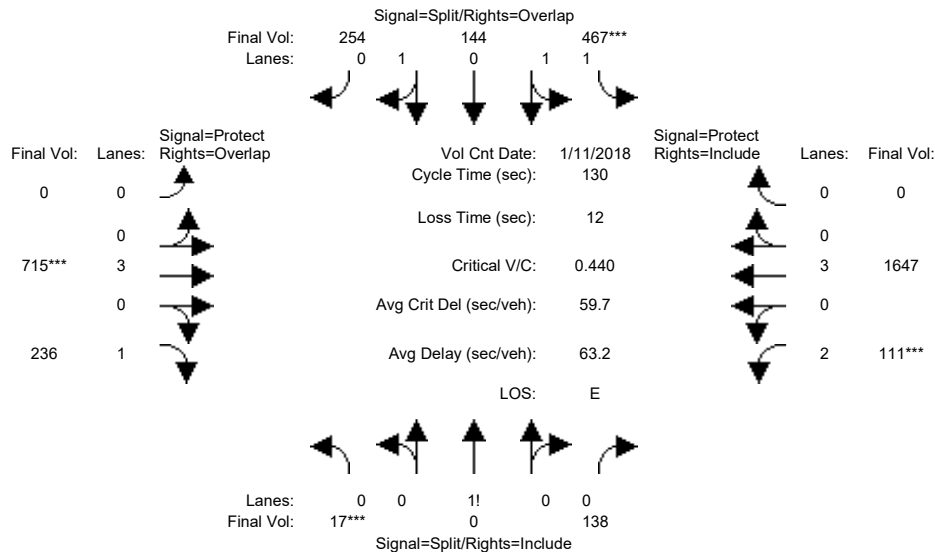 Signal=Split/Rights=Overlap
Final Vol: 254 144 467***
Lanes: 0 1 0 1 1
Signal=Protect Signal=Protect
Final Vol: Lanes: Rights=Overlap Vol Cnt Date: 1/11/2018 Rights=Include Lanes: Final Vol:
Cycle Time (sec): 130
0 0 0 0
Loss Time (sec): 12
0 0
715*** 3 Critical V/C: 0.440 3 1647
0 Avg Crit Del (sec/veh): 59.7 0
236 1 Avg Delay (sec/veh): 63.2 2 111***
LOS: E
Lanes: 0 0 1! 0 0
Final Vol: 17*** 0 138
Signal=Split/Rights=Include